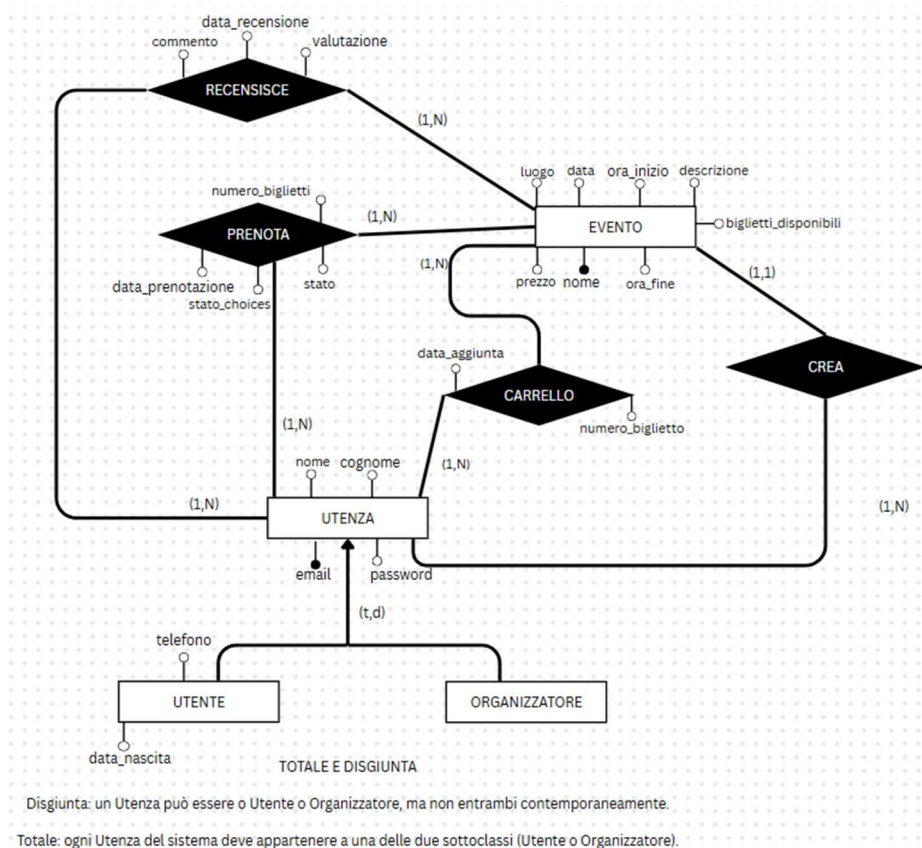 data_recensione
commento
valutazione
RECENSISCE
(1,N)
luogo
data
ora_inizio
descrizione
numero_biglietti
(1,N)
PRENOTA
EVENTO
biglietti_disponibili
(1,N)
(1,1)
data_prenotazione
stato_choices
stato
prezzo
nome
ora_fine
data_aggiunta
CREA
CARRELLO
numero_biglietto
(1,N)
nome
cognome
(1,N)
(1,N)
(1,N)
UTENZA
email
password
(t,d)
telefono
UTENTE
ORGANIZZATORE
data_nascita
TOTALE E DISGIUNTA
Disgiunta: un Utenza può essere o Utente o Organizzatore, ma non entrambi contemporaneamente.
Totale: ogni Utenza del sistema deve appartenere a una delle due sottoclassi (Utente o Organizzatore).